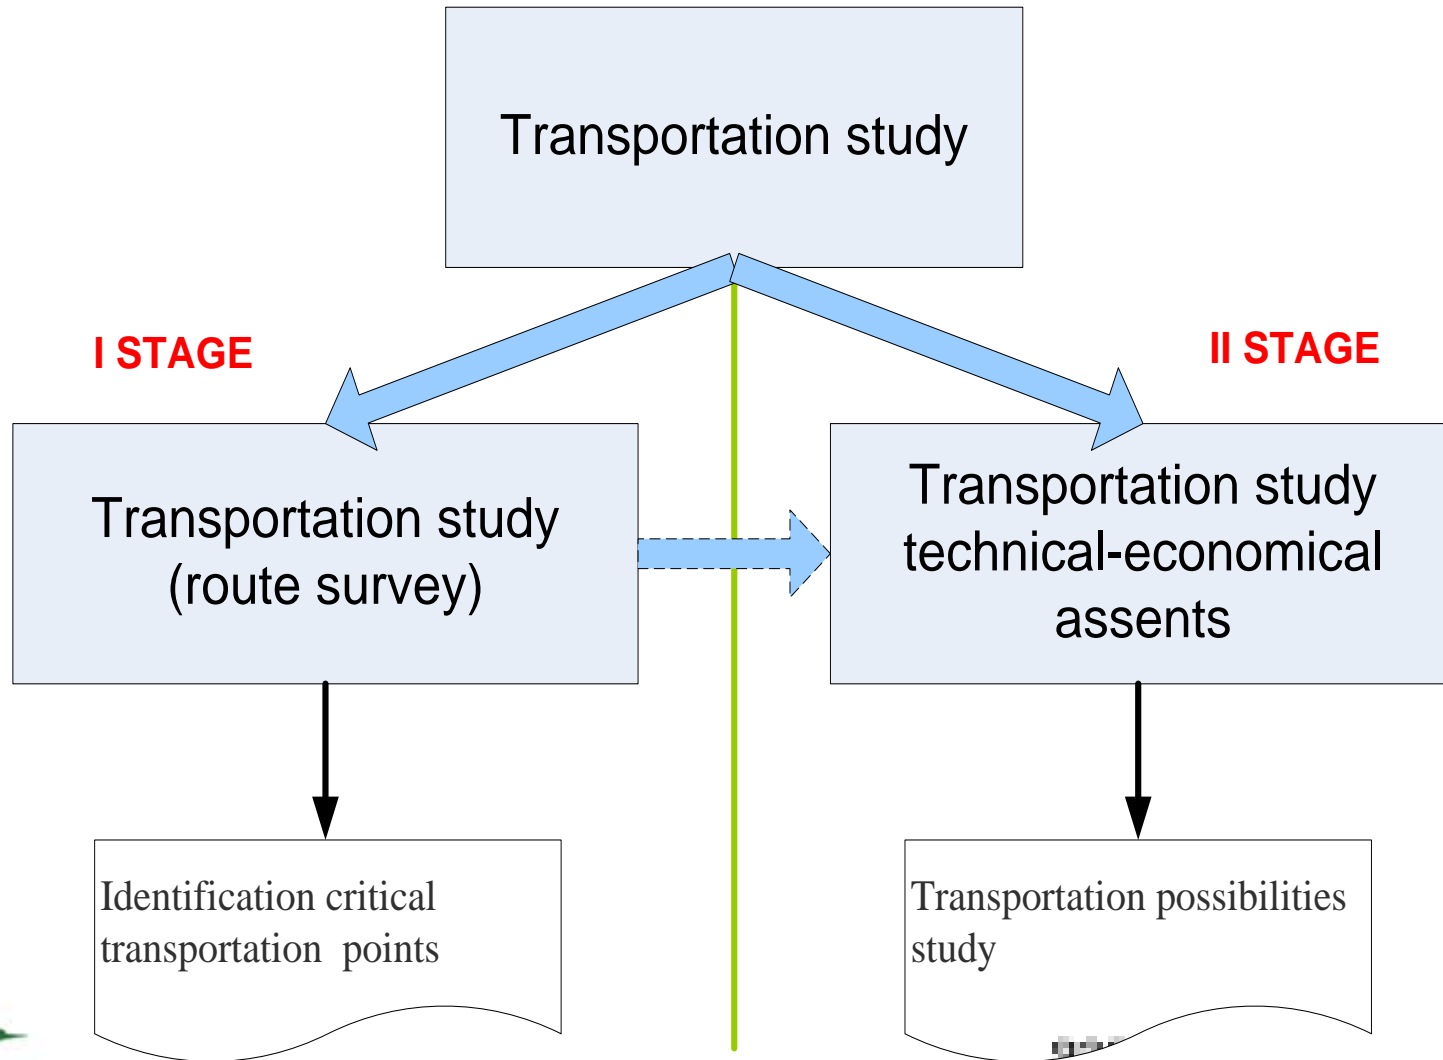 Transportation study
I STAGE
II STAGE
Transportation study
(route survey)
Transportation study
technical-economical
assents
Identification critical
transportation points
Transportation possibilities
study